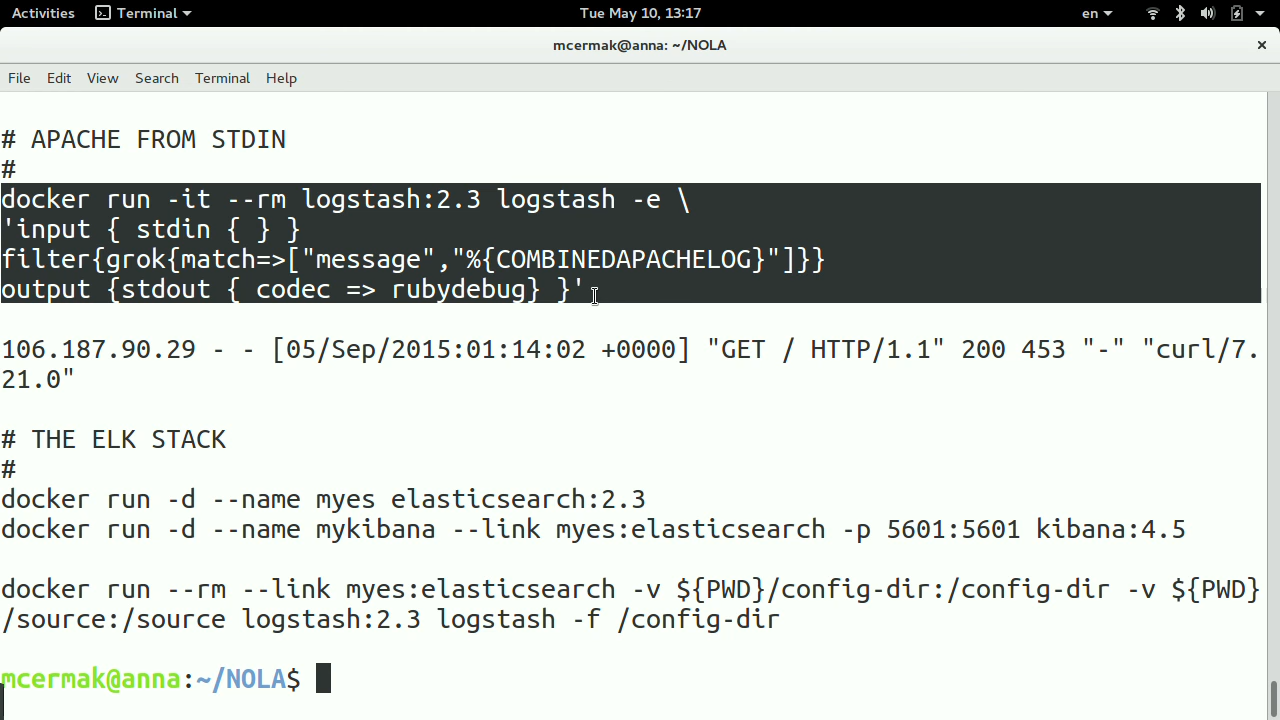 Activities Terminal Tue May 10, 13:17 en
mcermak@anna: ~/NOLA ×
File Edit View Search Terminal Help
# APACHE FROM STDIN
#
docker run -it --rm logstash:2.3 logstash -e \
'input { stdin { } }
filter{grok{match=>["message","%{COMBINEDAPACHELOG}"]}}
output {stdout { codec => rubydebug} }'
106.187.90.29 - - [05/Sep/2015:01:14:02 +0000] "GET / HTTP/1.1" 200 453 "-" "curl/7.
21.0"
# THE ELK STACK
#
docker run -d --name myes elasticsearch:2.3
docker run -d --name mykibana --link myes:elasticsearch -p 5601:5601 kibana:4.5
docker run --rm --link myes:elasticsearch -v ${PWD}/config-dir:/config-dir -v ${PWD}
/source:/source logstash:2.3 logstash -f /config-dir
mcermak@anna:~/NOLA$